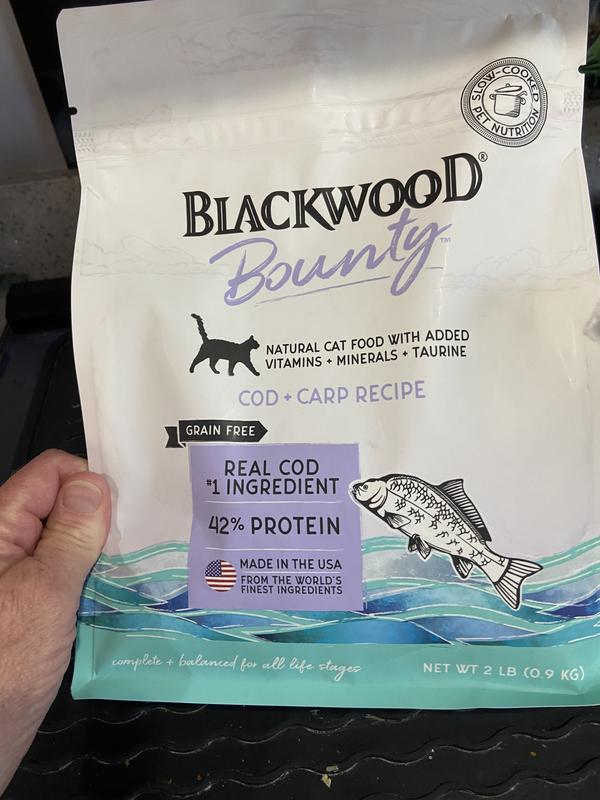 SLOW-COOKED
PET NUTRITION
BLACKWOOD®
Bounty™
NATURAL CAT FOOD WITH ADDED
VITAMINS + MINERALS + TAURINE
COD + CARP RECIPE
GRAIN FREE
REAL COD
#1 INGREDIENT
42% PROTEIN
MADE IN THE USA
FROM THE WORLD'S
FINEST INGREDIENTS
complete + balanced for all life stages
NET WT 2 LB (0.9 KG)